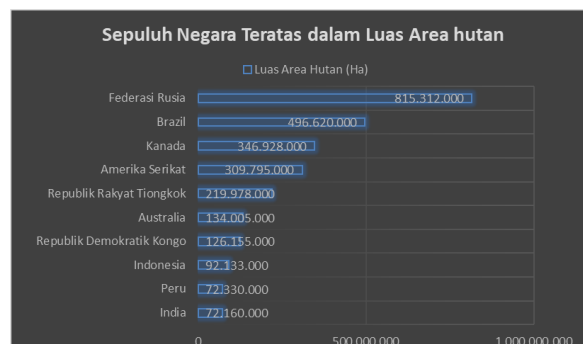 Sepuluh Negara Teratas dalam Luas Area hutan
Luas Area Hutan (Ha)
Federasi Rusia 815.312.000
Brazil 496.620.000
Kanada 346.928.000
Amerika Serikat 309.795.000
Republik Rakyat Tiongkok 219.978.000
Australia 134.005.000
Republik Demokratik Kongo 126.155.000
Indonesia 92.133.000
Peru 72.330.000
India 72.160.000
0 500.000.000 1.000.000.000